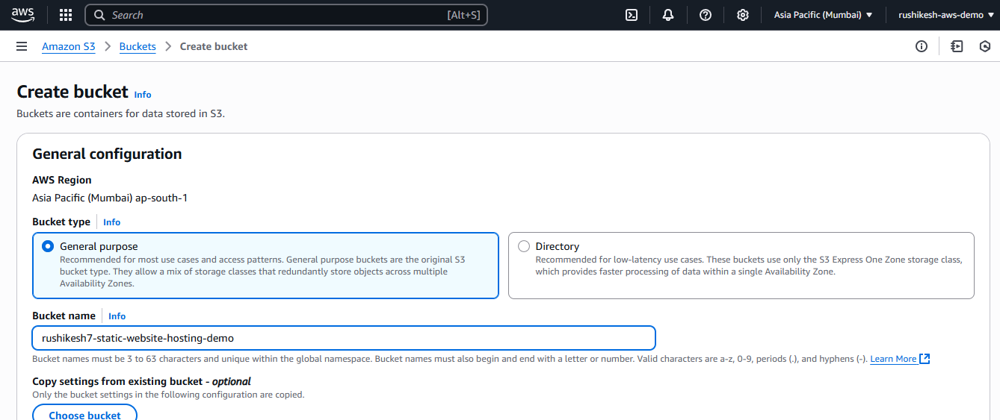 aws Search [Alt+S] Asia Pacific (Mumbai) rushikesh-aws-demo
Amazon S3 Buckets Create bucket
Create bucket Info
Buckets are containers for data stored in S3.
General configuration
AWS Region
Asia Pacific (Mumbai) ap-south-1
Bucket type Info
General purpose
Recommended for most use cases and access patterns. General purpose buckets are the original S3
bucket type. They allow a mix of storage classes that redundantly store objects across multiple
Availability Zones.
Directory
Recommended for low-latency use cases. These buckets use only the S3 Express One Zone storage class,
which provides faster processing of data within a single Availability Zone.
Bucket name Info
rushikesh7-static-website-hosting-demo
Bucket names must be 3 to 63 characters and unique within the global namespace. Bucket names must also begin and end with a letter or number. Valid characters are a-z, 0-9, periods (.), and hyphens (-). Learn More
Copy settings from existing bucket - optional
Only the bucket settings in the following configuration are copied.
Choose bucket